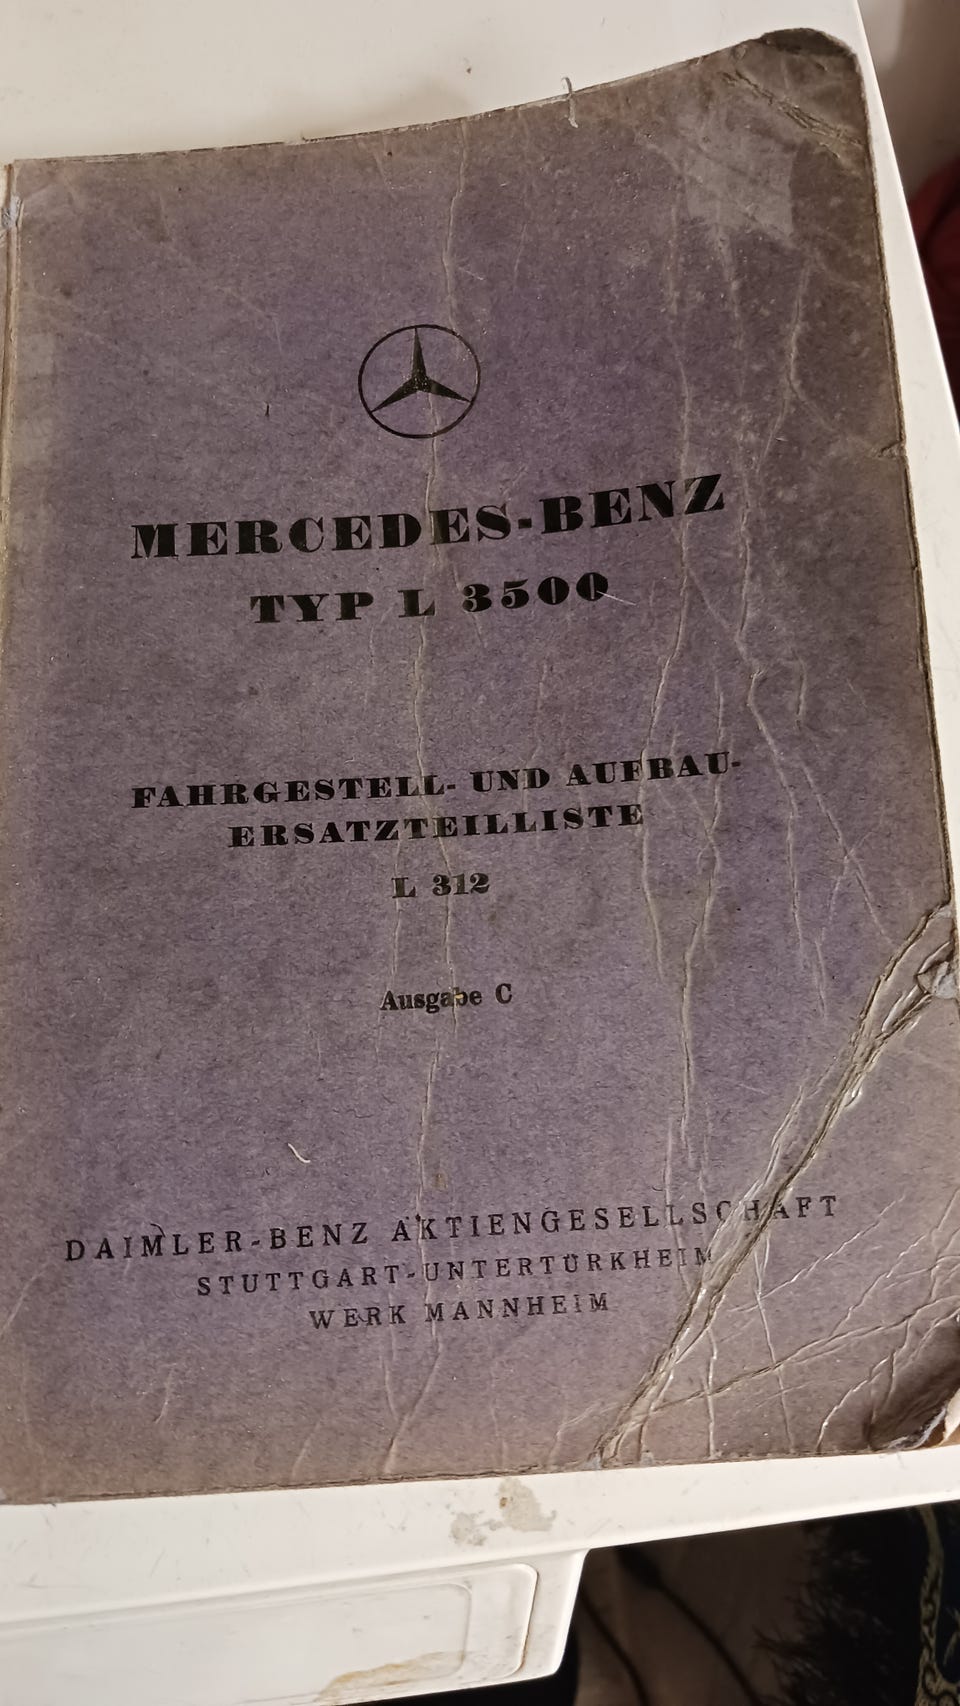 MERCEDES-BENZ
TYP L 3500
FAHRGESTELL- UND AUFBAU-
ERSATZTEILLISTE
L 312
Ausgabe C
DAIMLER-BENZ AKTIENGESELLSCHAFT
STUTTGART-UNTERTÜRKHEIM
WERK MANNHEIM